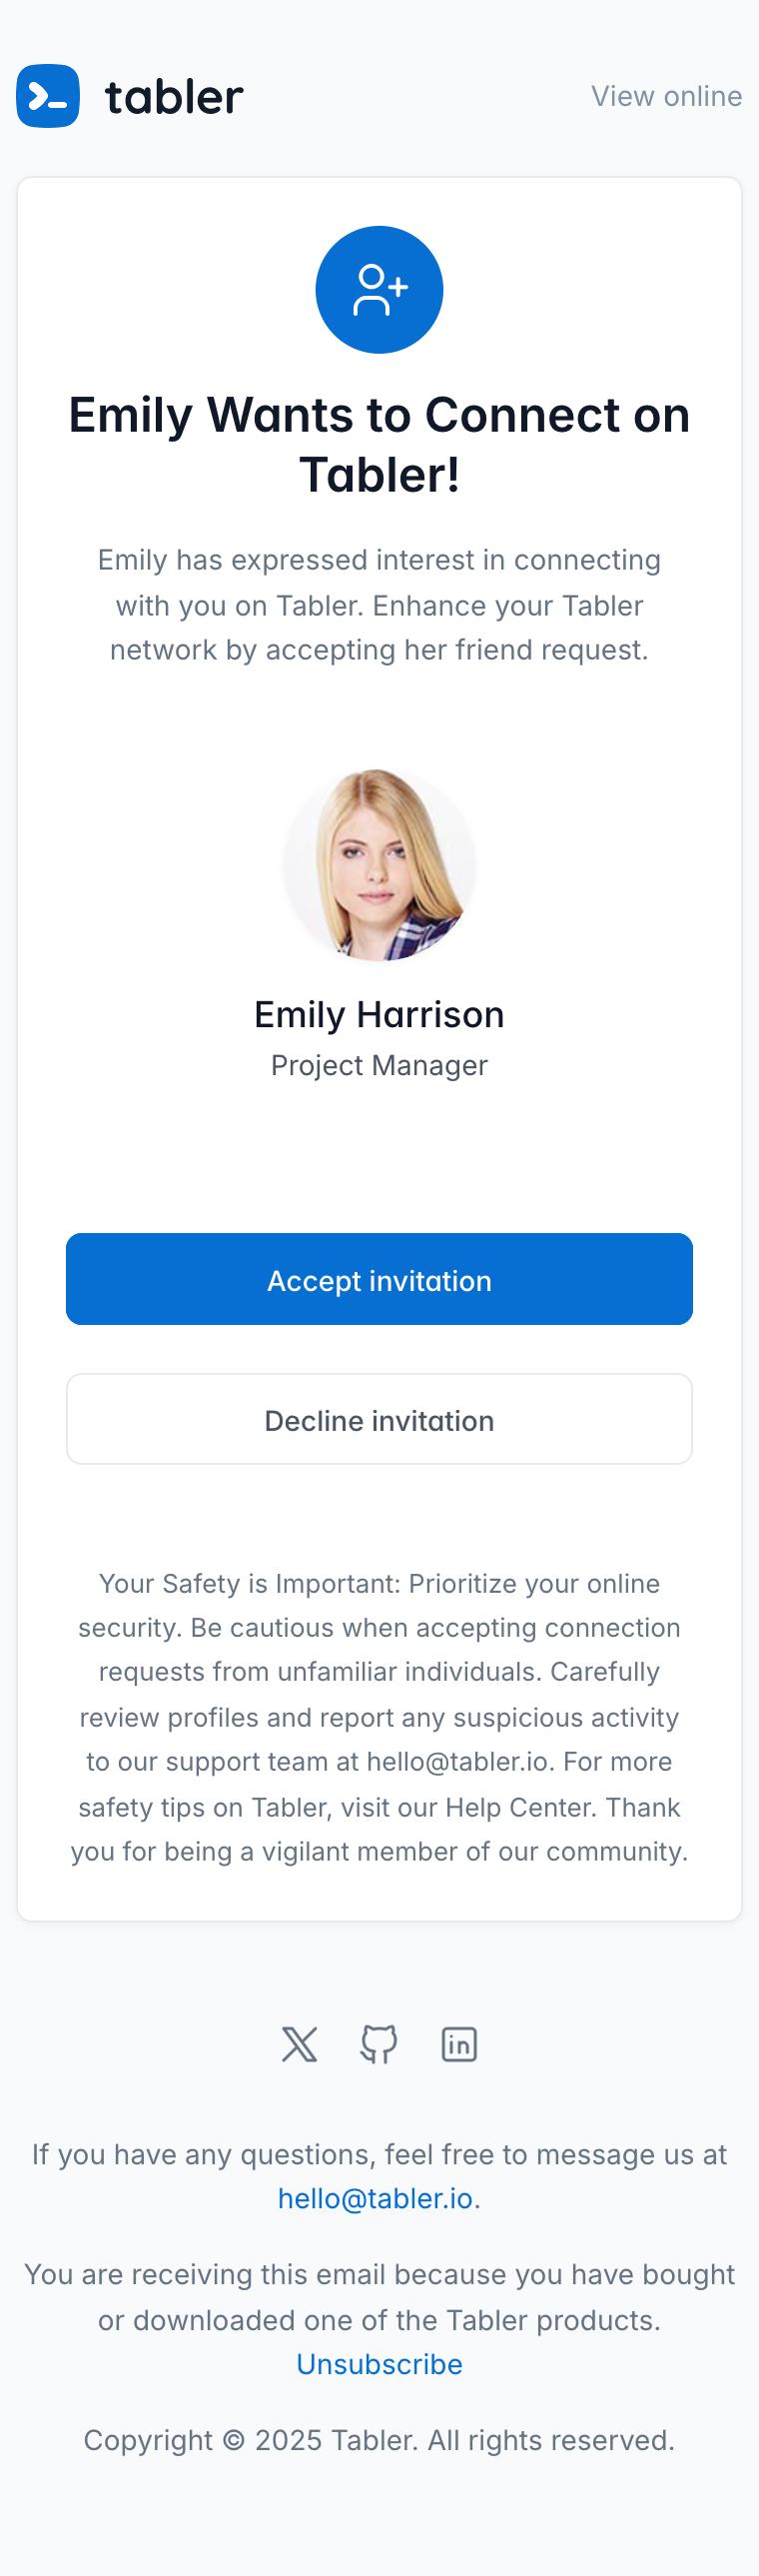 tabler
View online
Emily Wants to Connect on
Tabler!
Emily has expressed interest in connecting
with you on Tabler. Enhance your Tabler
network by accepting her friend request.
Emily Harrison
Project Manager
Accept invitation
Decline invitation
Your Safety is Important: Prioritize your online
security. Be cautious when accepting connection
requests from unfamiliar individuals. Carefully
review profiles and report any suspicious activity
to our support team at hello@tabler.io. For more
safety tips on Tabler, visit our Help Center. Thank
you for being a vigilant member of our community.
If you have any questions, feel free to message us at
hello@tabler.io.
You are receiving this email because you have bought
or downloaded one of the Tabler products.
Unsubscribe
Copyright © 2025 Tabler. All rights reserved.